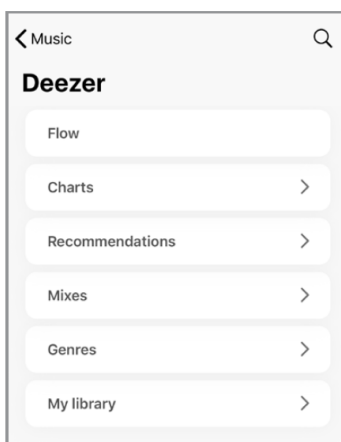 Music
Deezer
Flow
Charts
Recommendations
Mixes
Genres
My library